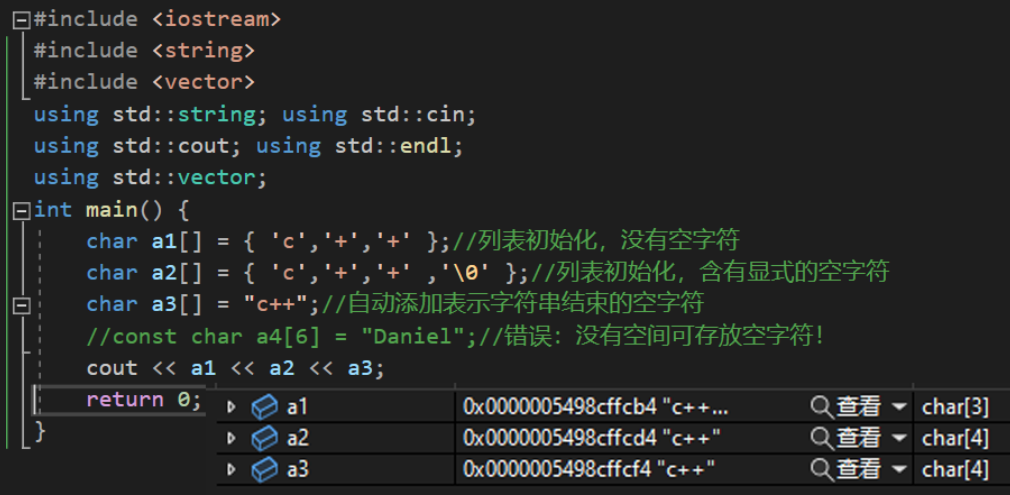 #include <iostream>
#include <string>
#include <vector>
using std::string; using std::cin;
using std::cout; using std::endl;
using std::vector;
int main() {
char a1[] = { 'c','+','+' };//列表初始化，没有空字符
char a2[] = { 'c','+','+' ,'\0' };//列表初始化，含有显式的空字符
char a3[] = "c++";//自动添加表示字符串结束的空字符
//const char a4[6] = "Daniel";//错误：没有空间可存放空字符！
cout << a1 << a2 << a3;
return 0;
}
a1 0x0000005498cffcb4 "c++... 查看 char[3]
a2 0x0000005498cffcd4 "c++" 查看 char[4]
a3 0x0000005498cffcf4 "c++" 查看 char[4]